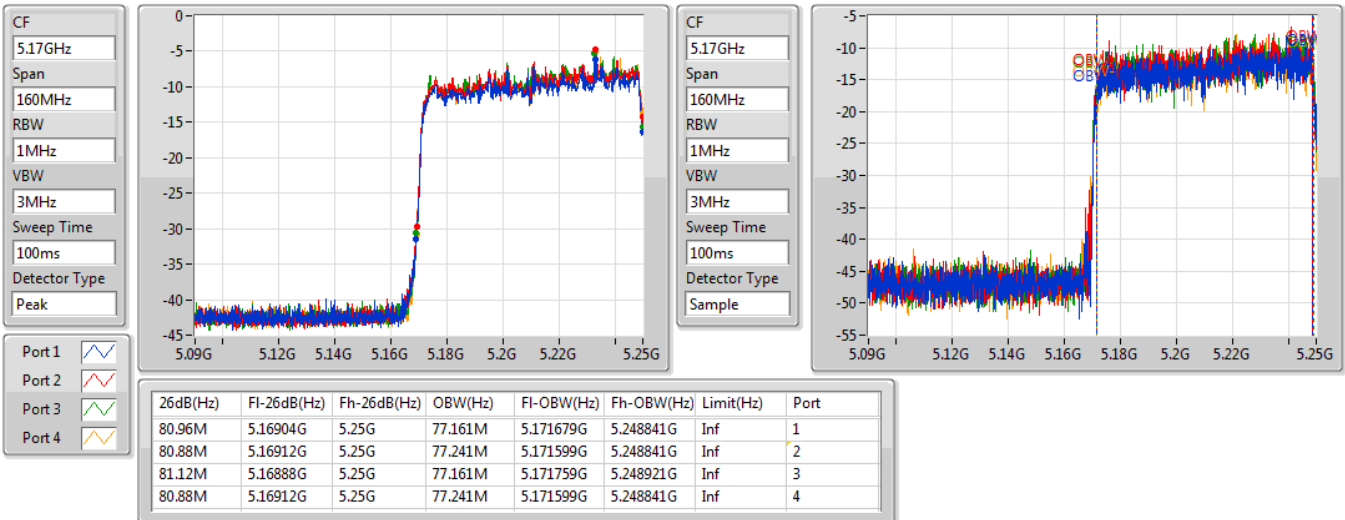 CF
5.17GHz
Span
160MHz
RBW
1MHz
VBW
3MHz
Sweep Time
100ms
Detector Type
Peak
0
-5
-10
-15
-20
-25
-30
-35
-40
-45
5.09G 5.12G 5.14G 5.16G 5.18G 5.2G 5.22G 5.25G
CF
5.17GHz
Span
160MHz
RBW
1MHz
VBW
3MHz
Sweep Time
100ms
Detector Type
Sample
-5
-10
-15
-20
-25
-30
-35
-40
-45
-50
-55
OBW
OBW
5.09G 5.12G 5.14G 5.16G 5.18G 5.2G 5.22G 5.25G
Port 1
Port 2
Port 3
Port 4
26dB(Hz) Fl-26dB(Hz) Fh-26dB(Hz) OBW(Hz) Fl-OBW(Hz) Fh-OBW(Hz) Limit(Hz) Port
80.96M 5.16904G 5.25G 77.161M 5.171679G 5.248841G Inf 1
80.88M 5.16912G 5.25G 77.241M 5.171599G 5.248841G Inf 2
81.12M 5.16888G 5.25G 77.161M 5.171759G 5.248921G Inf 3
80.88M 5.16912G 5.25G 77.241M 5.171599G 5.248841G Inf 4